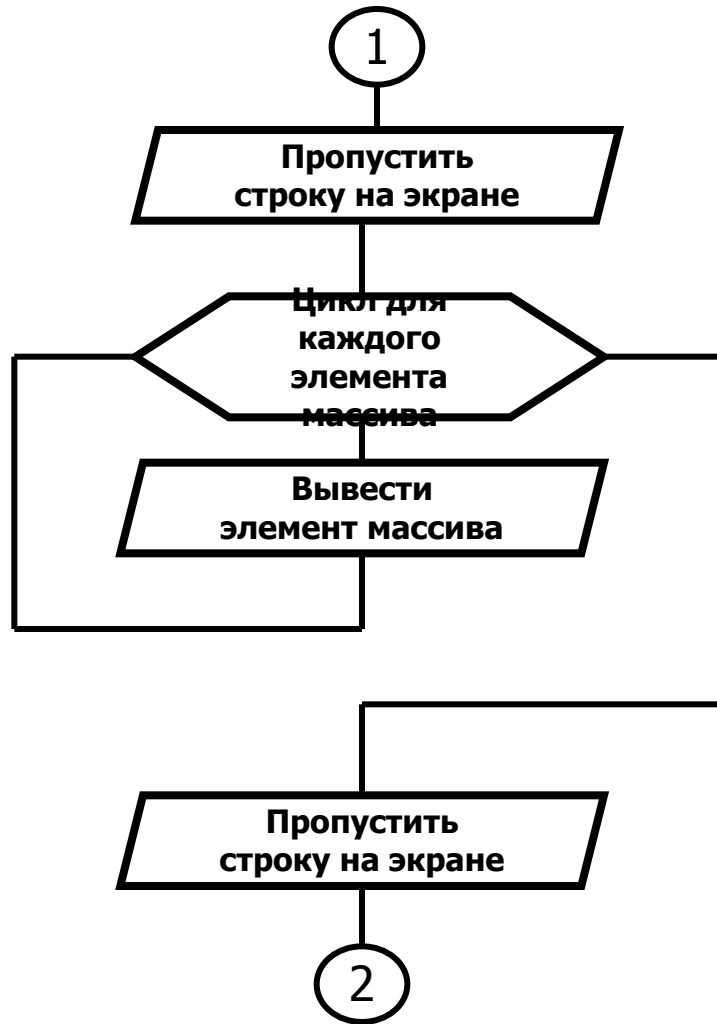 1
Пропустить
строку на экране
Цикл для
каждого
элемента
массива
Вывести
элемент массива
Пропустить
строку на экране
2